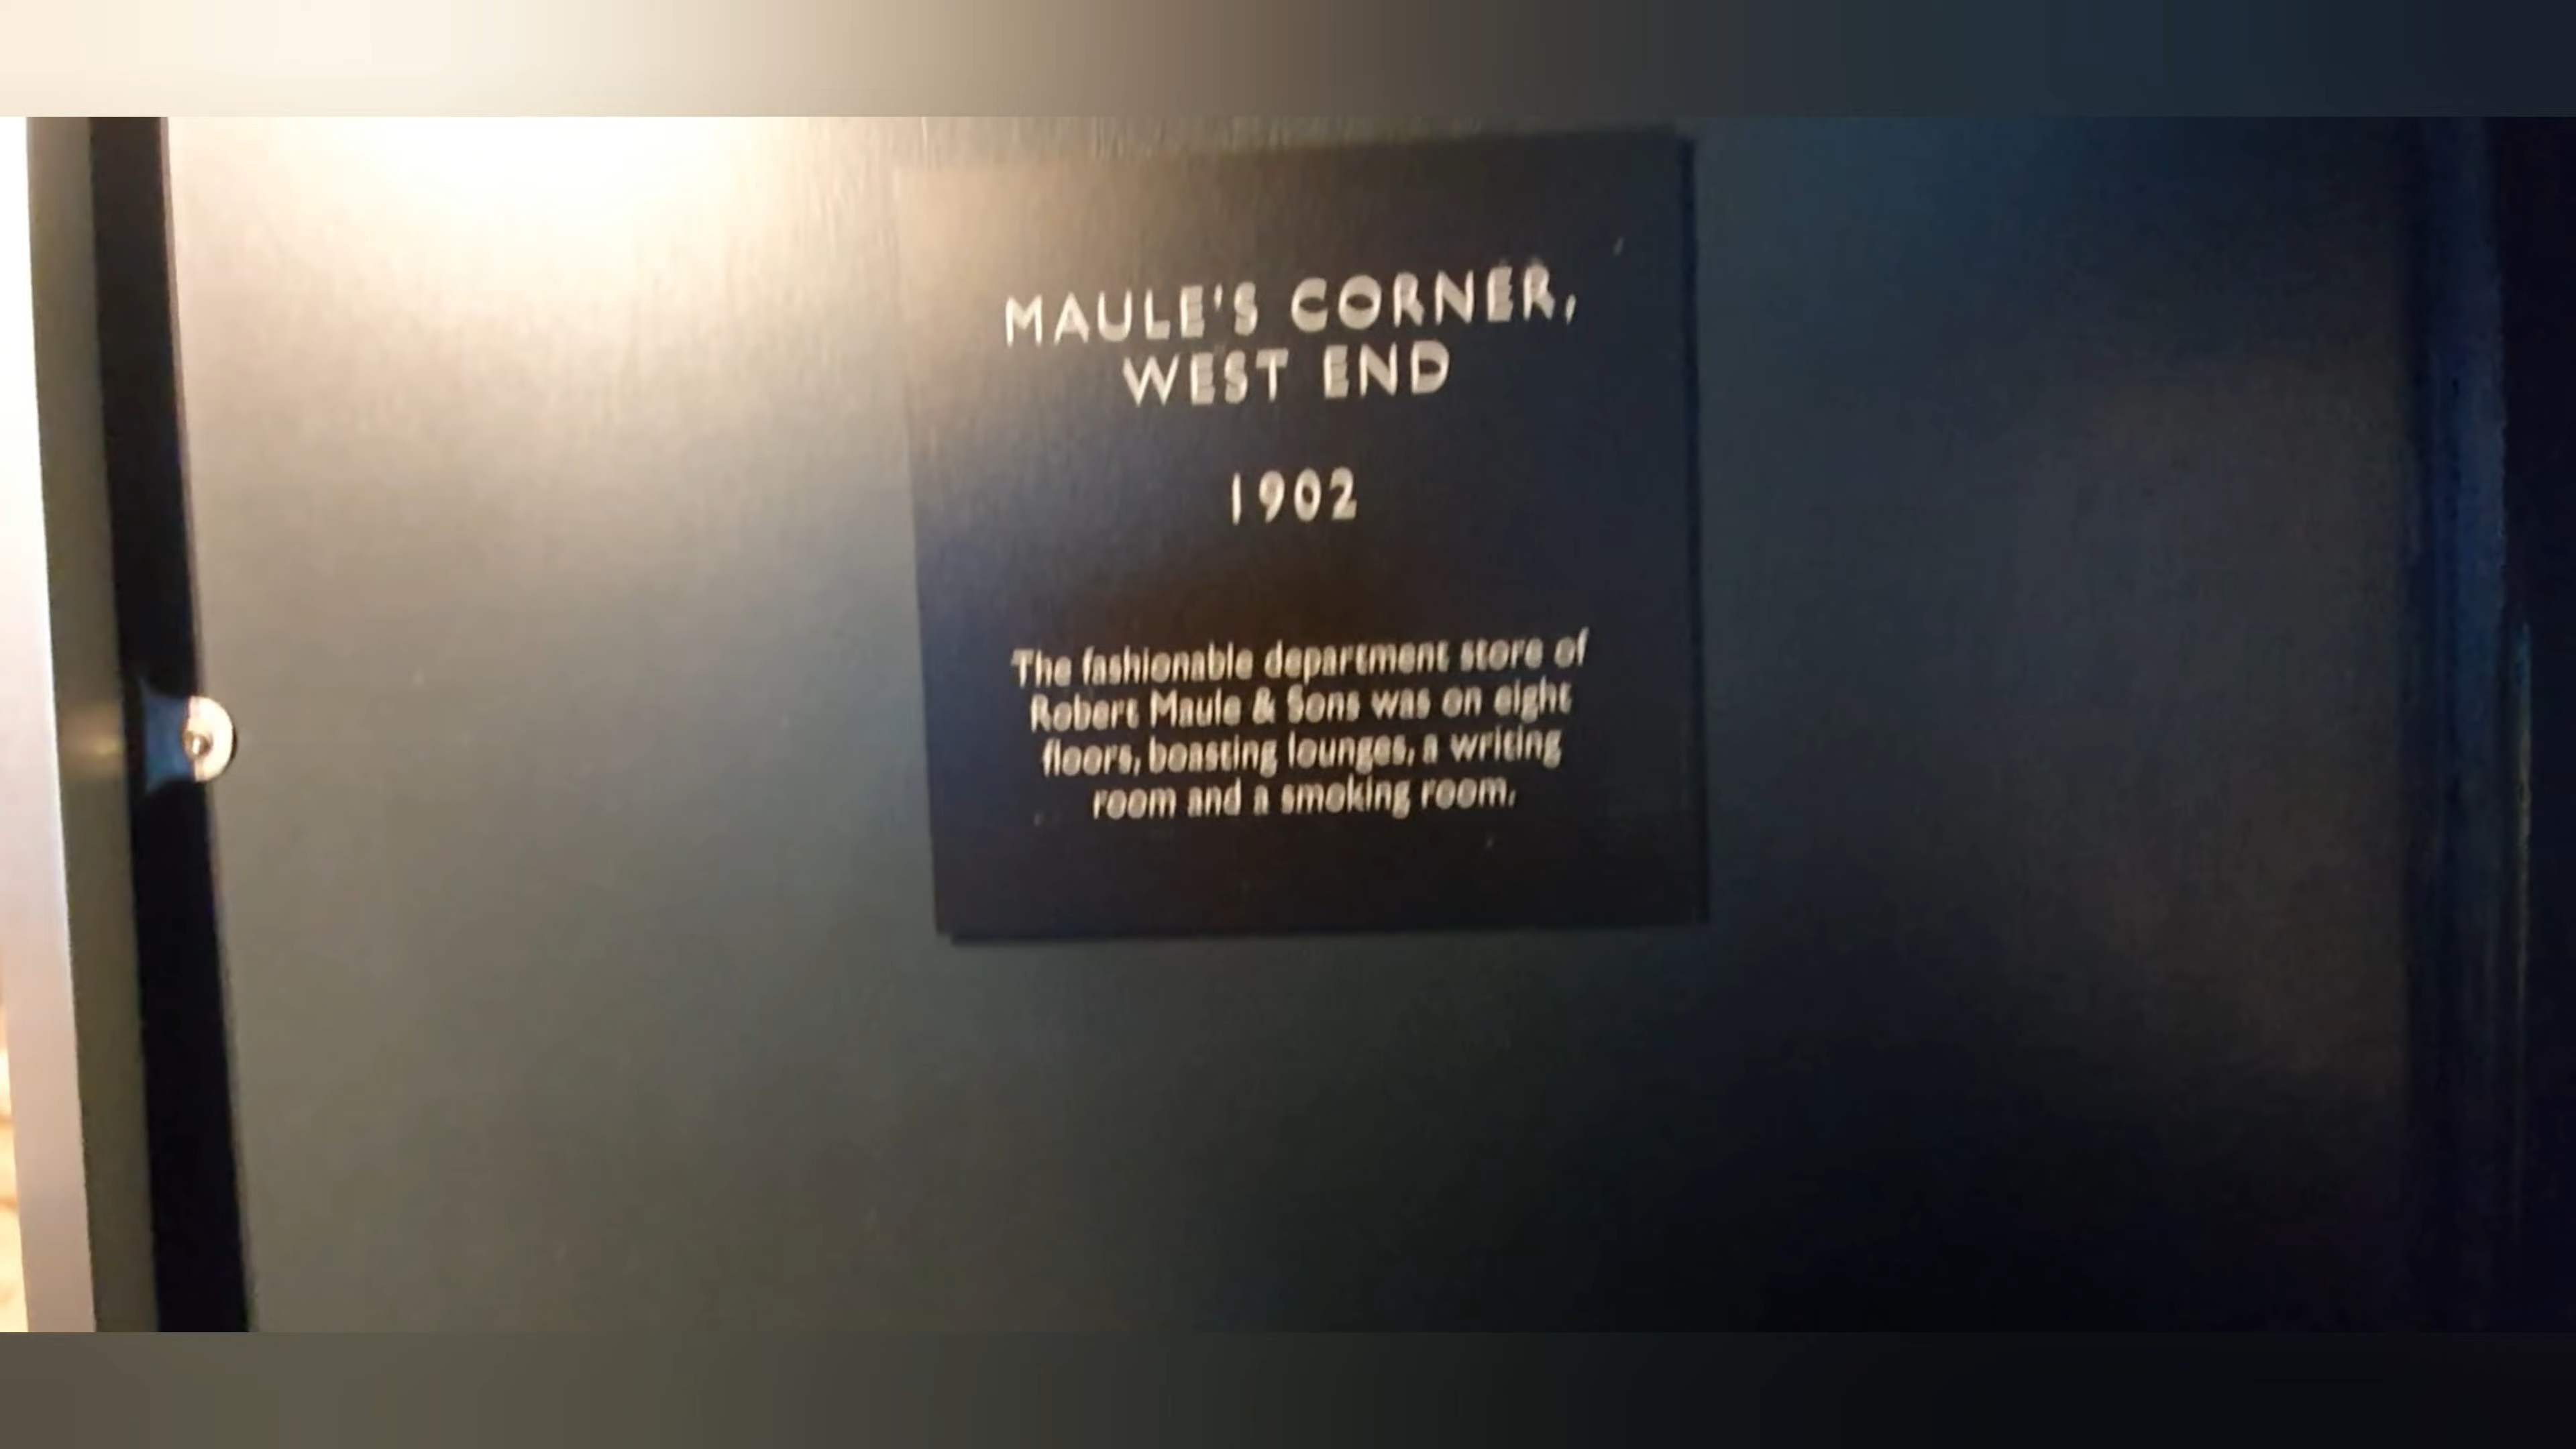 MAULE'S CORNER,
WEST END
1902
The fashionable department store of
Robert Maule & Sons was on eight
floors, boasting lounges, a writing
room and a smoking room.